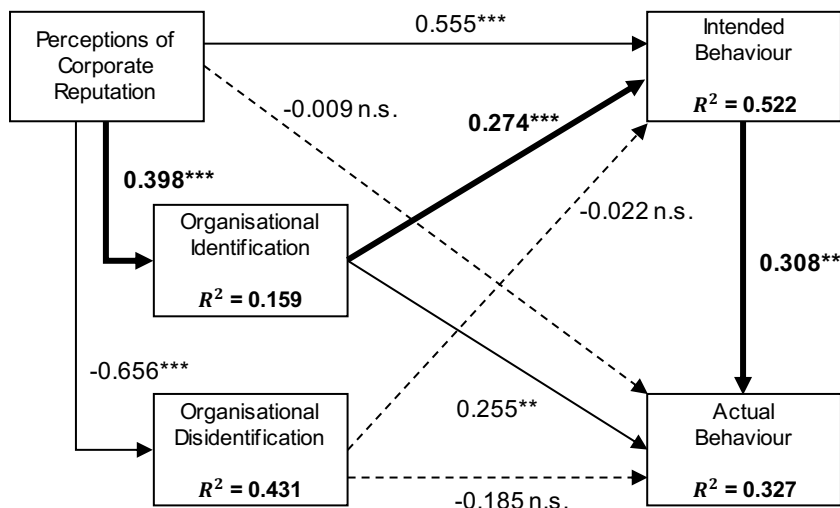 Perceptions of
Corporate
Reputation
0.555***
Intended
Behaviour
R² = 0.522
-0.009 n.s.
0.274***
0.398***
-0.022 n.s.
Organisational
Identification
R² = 0.159
0.308**
-0.656***
0.255**
Organisational
Disidentification
R² = 0.431
-0.185 n.s.
Actual
Behaviour
R² = 0.327